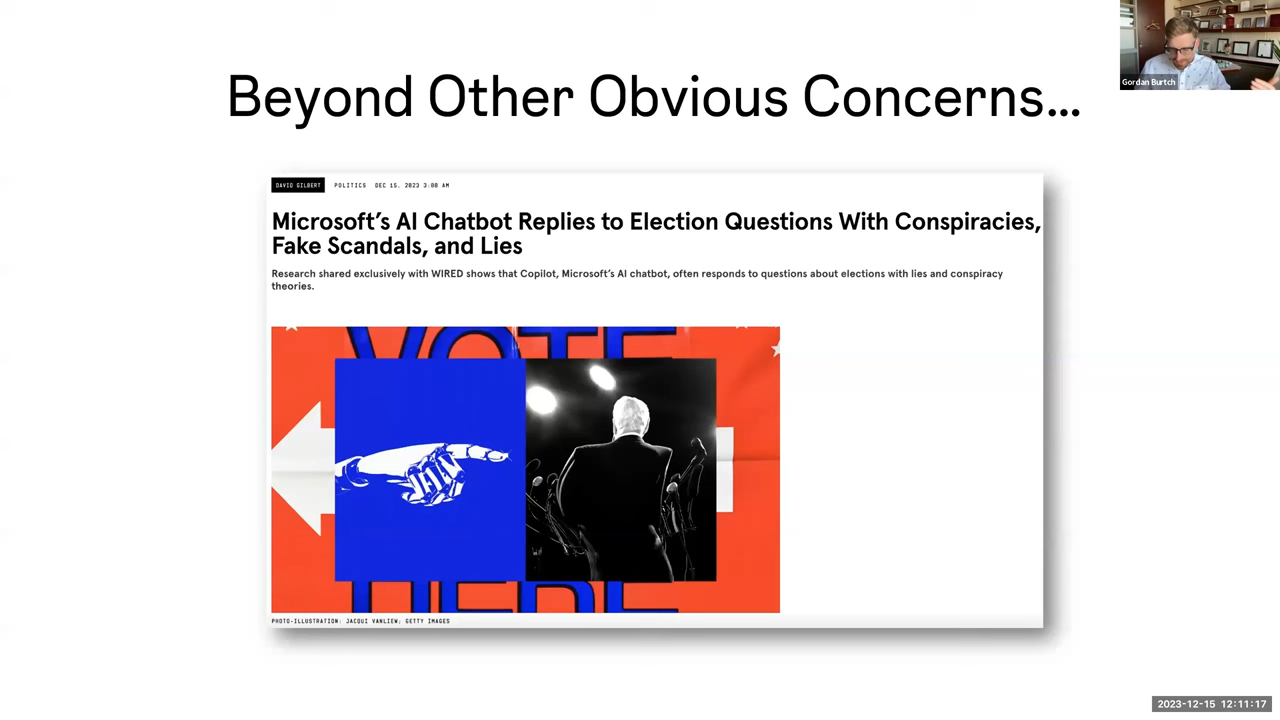 Beyond Other Obvious Concerns...
Gordan Burtch
DAVID GILBERT POLITICS DEC 15, 2023 3:00 AM
Microsoft's AI Chatbot Replies to Election Questions With Conspiracies,
Fake Scandals, and Lies
Research shared exclusively with WIRED shows that Copilot, Microsoft's AI chatbot, often responds to questions about elections with lies and conspiracy
theories.
VOTE
HERE
PHOTO-ILLUSTRATION: JACQUI VANLIEW; GETTY IMAGES
2023-12-15 12:11:17